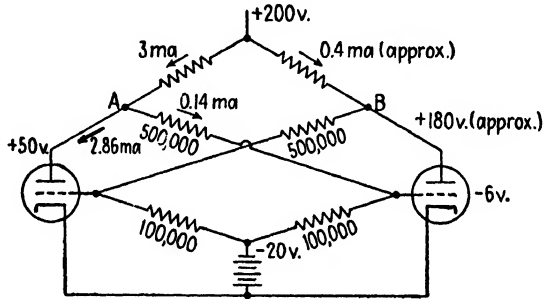 +200v.
3ma
0.4 ma (approx.)
A
0.14 ma
B
+50v.
2.86ma
500,000
500,000
+180v.(approx.)
-6v.
100,000
-20v.
100,000